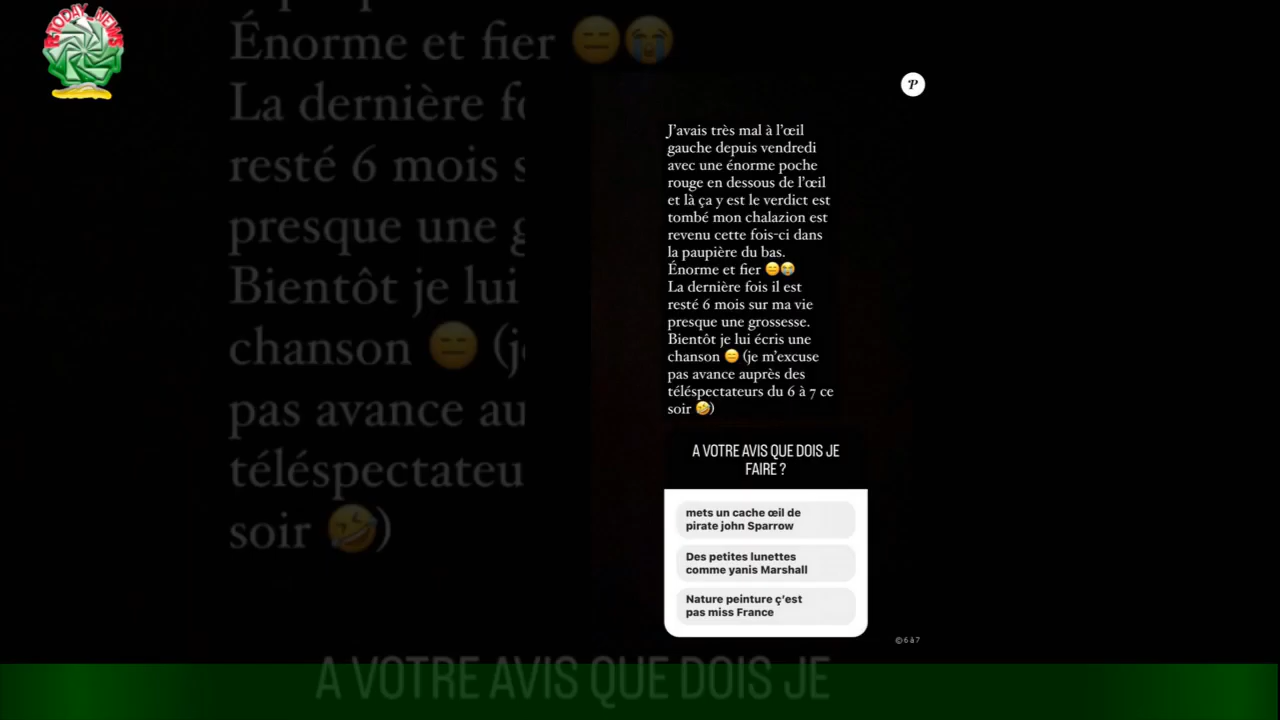 TODAY_NEWS
Énorme et fier 😑😭
La dernière fo
resté 6 mois s
presque une g
Bientôt je lui
chanson 😑 (je
pas avance au
téléspectateu
soir 🤣)
A VOTRE AVIS QUE DOIS JE
P
J'avais très mal à l'œil
gauche depuis vendredi
avec une énorme poche
rouge en dessous de l'œil
et là ça y est le verdict est
tombé mon chalazion est
revenu cette fois-ci dans
la paupière du bas.
Énorme et fier 😑😭
La dernière fois il est
resté 6 mois sur ma vie
presque une grossesse.
Bientôt je lui écris une
chanson 😑 (je m'excuse
pas avance auprès des
téléspectateurs du 6 à 7 ce
soir 🤣)
A VOTRE AVIS QUE DOIS JE
FAIRE ?
mets un cache œil de
pirate john Sparrow
Des petites lunettes
comme yanis Marshall
Nature peinture ç'est
pas miss France
©6à7